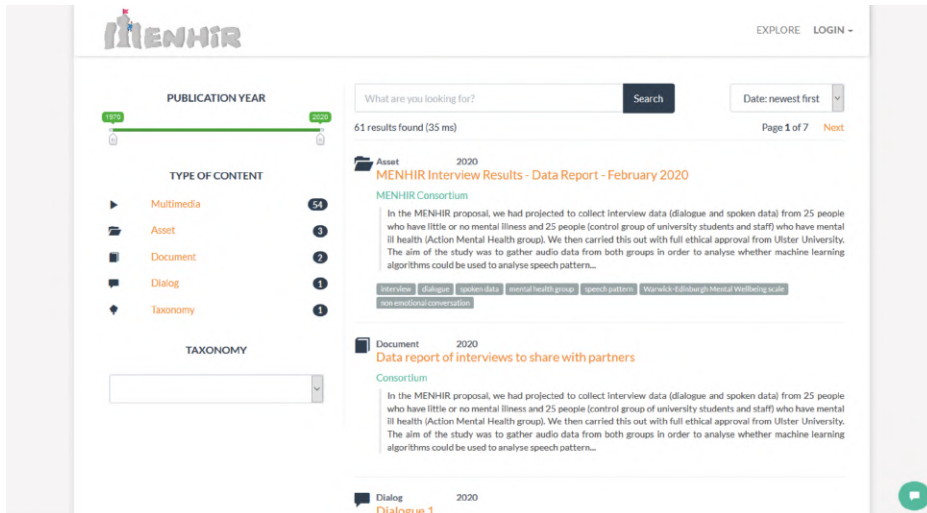 MENHIR
EXPLORE LOGIN
PUBLICATION YEAR
1970 2020
TYPE OF CONTENT
Multimedia 54
Asset 3
Document 2
Dialog 1
Taxonomy 1
TAXONOMY
What are you looking for? Search Date: newest first
61 results found (35 ms) Page 1 of 7 Next
Asset 2020
MENHIR Interview Results - Data Report - February 2020
MENHIR Consortium
In the MENHIR proposal, we had projected to collect interview data (dialogue and spoken data) from 25 people
who have little or no mental illness and 25 people (control group of university students and staff) who have mental
ill health (Action Mental Health group). We then carried this out with full ethical approval from Ulster University.
The aim of the study was to gather audio data from both groups in order to analyse whether machine learning
algorithms could be used to analyse speech pattern...
interview dialogue spoken data mental health group speech pattern Warwick-Edinburgh Mental Wellbeing scale
non emotional conversation
Document 2020
Data report of interviews to share with partners
Consortium
In the MENHIR proposal, we had projected to collect interview data (dialogue and spoken data) from 25 people
who have little or no mental illness and 25 people (control group of university students and staff) who have mental
ill health (Action Mental Health group). We then carried this out with full ethical approval from Ulster University.
The aim of the study was to gather audio data from both groups in order to analyse whether machine learning
algorithms could be used to analyse speech pattern...
Dialog 2020
Dialogue 1